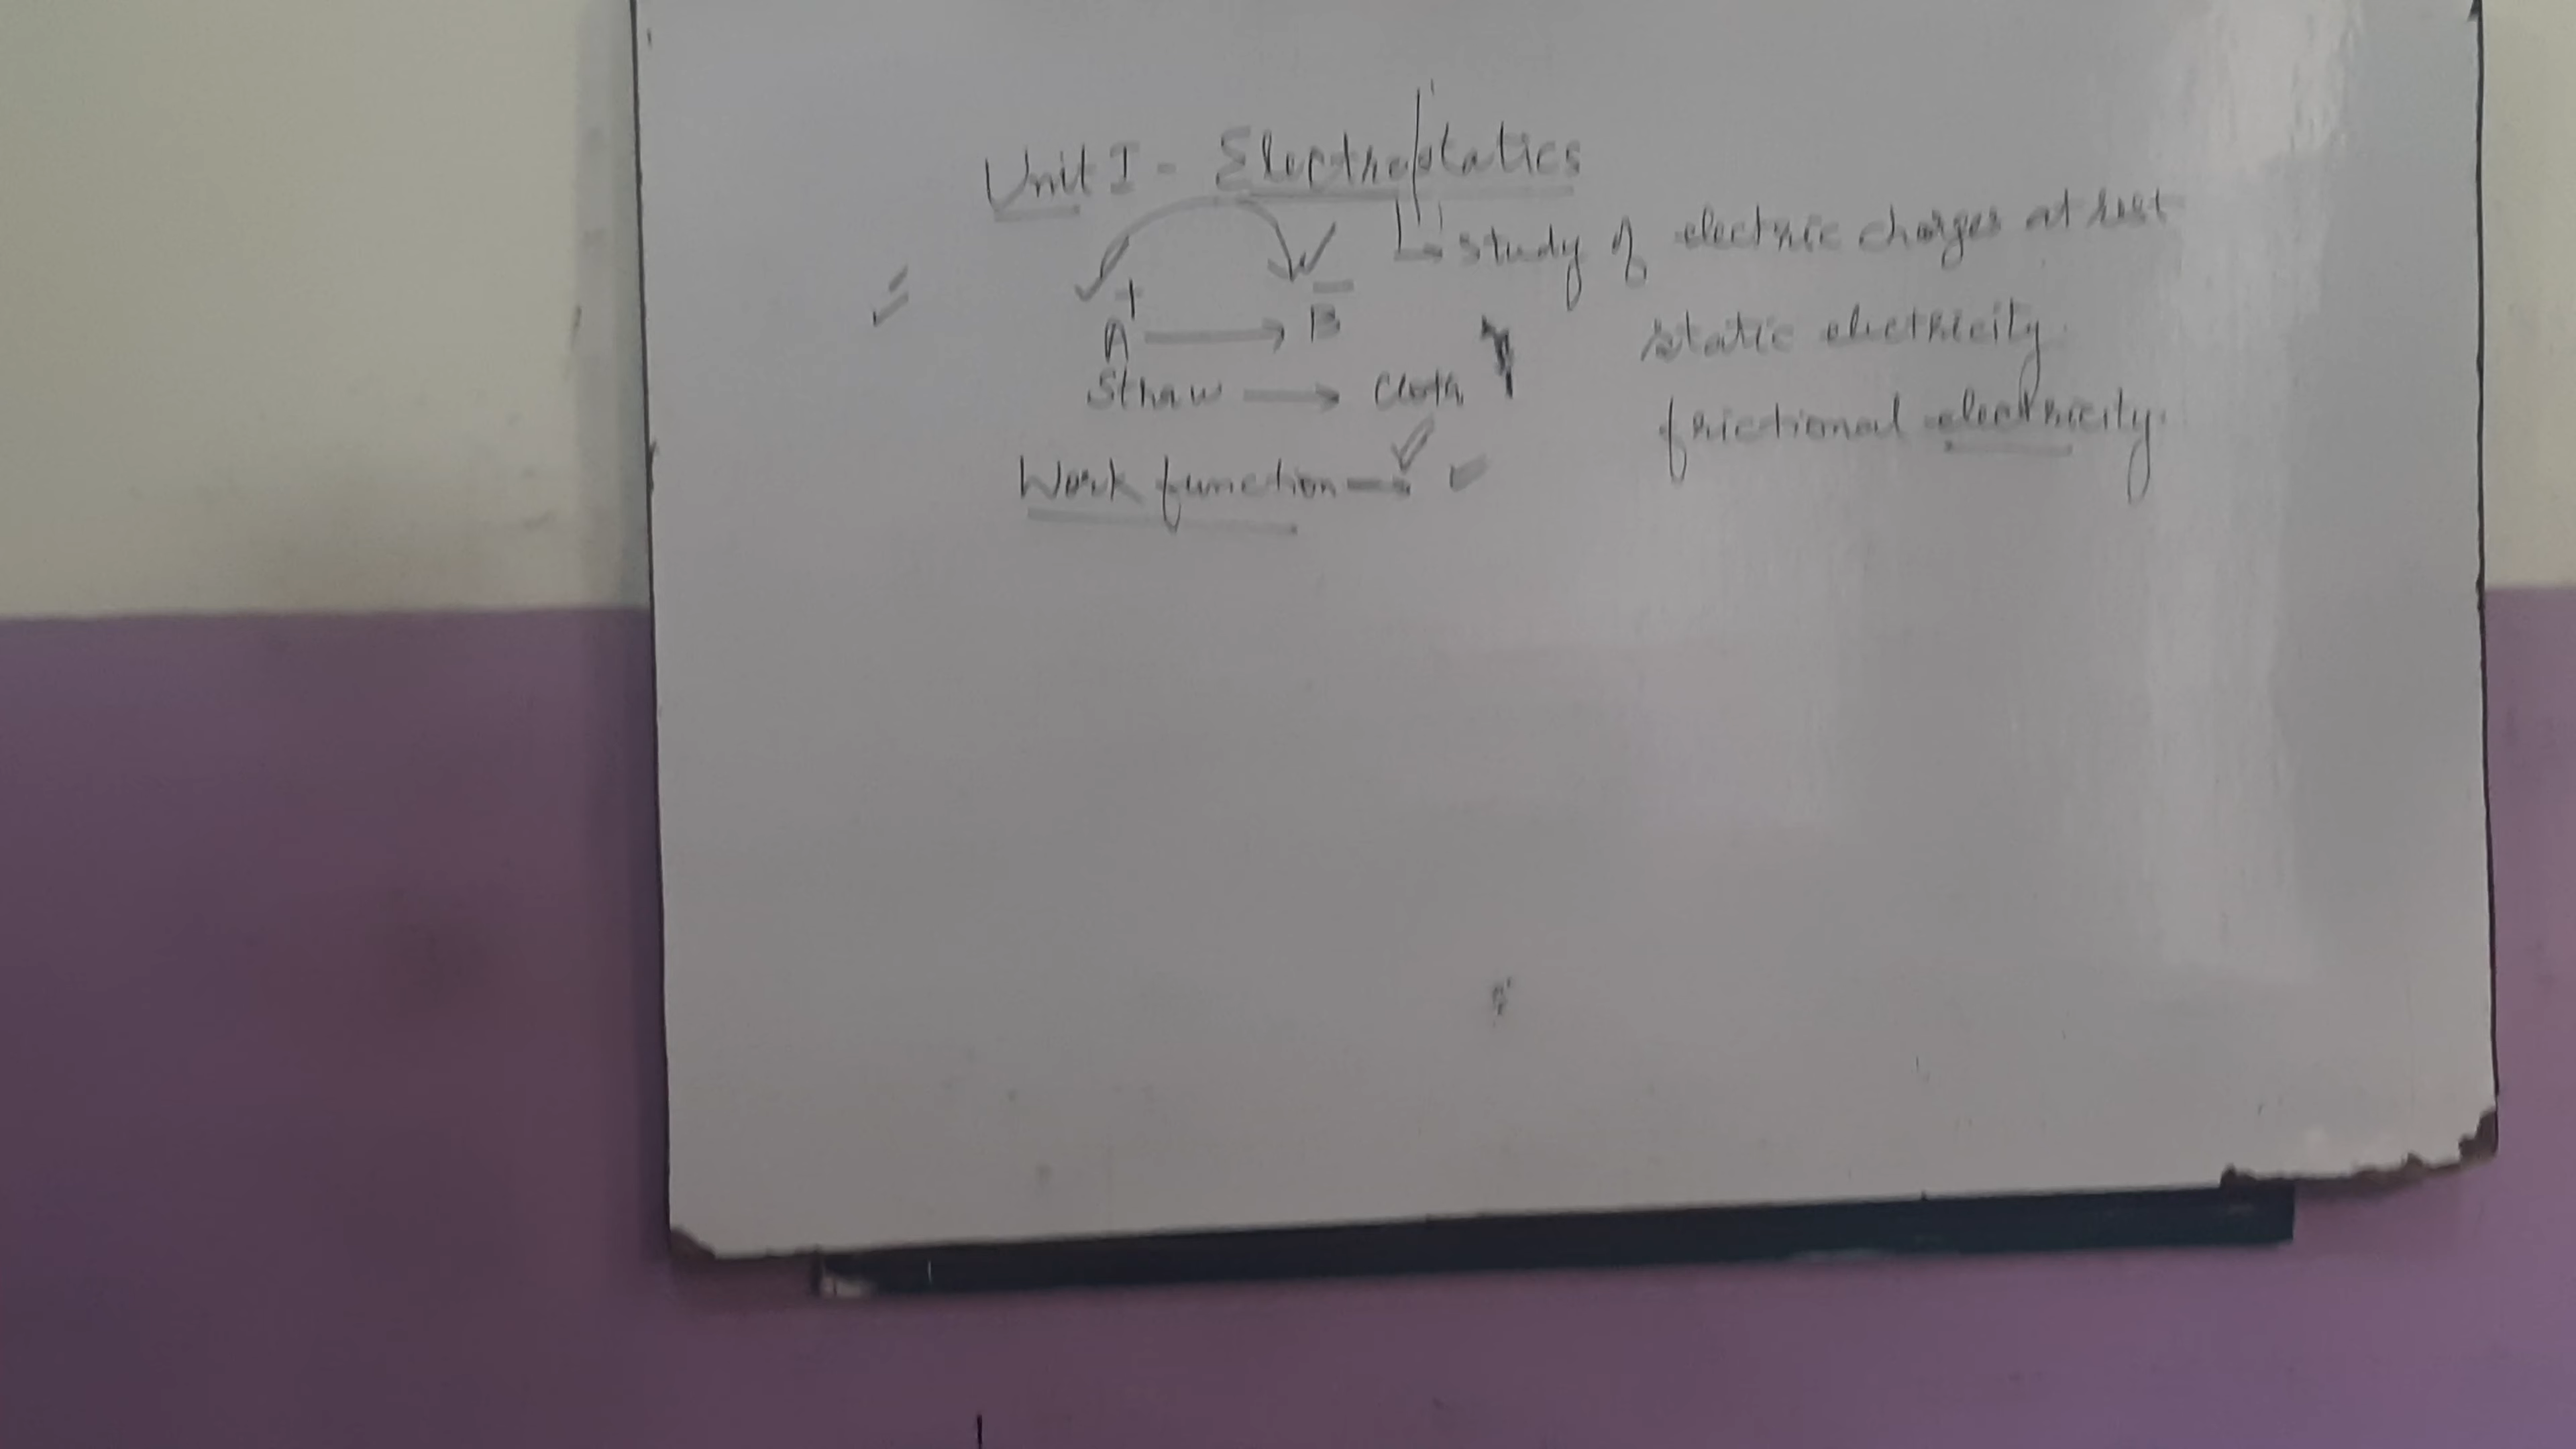 Unit I - Electrostatics
↳ study of electric charges at rest
+ -
A → B
static electricity
Straw → Cloth
frictional electricity.
Work function →